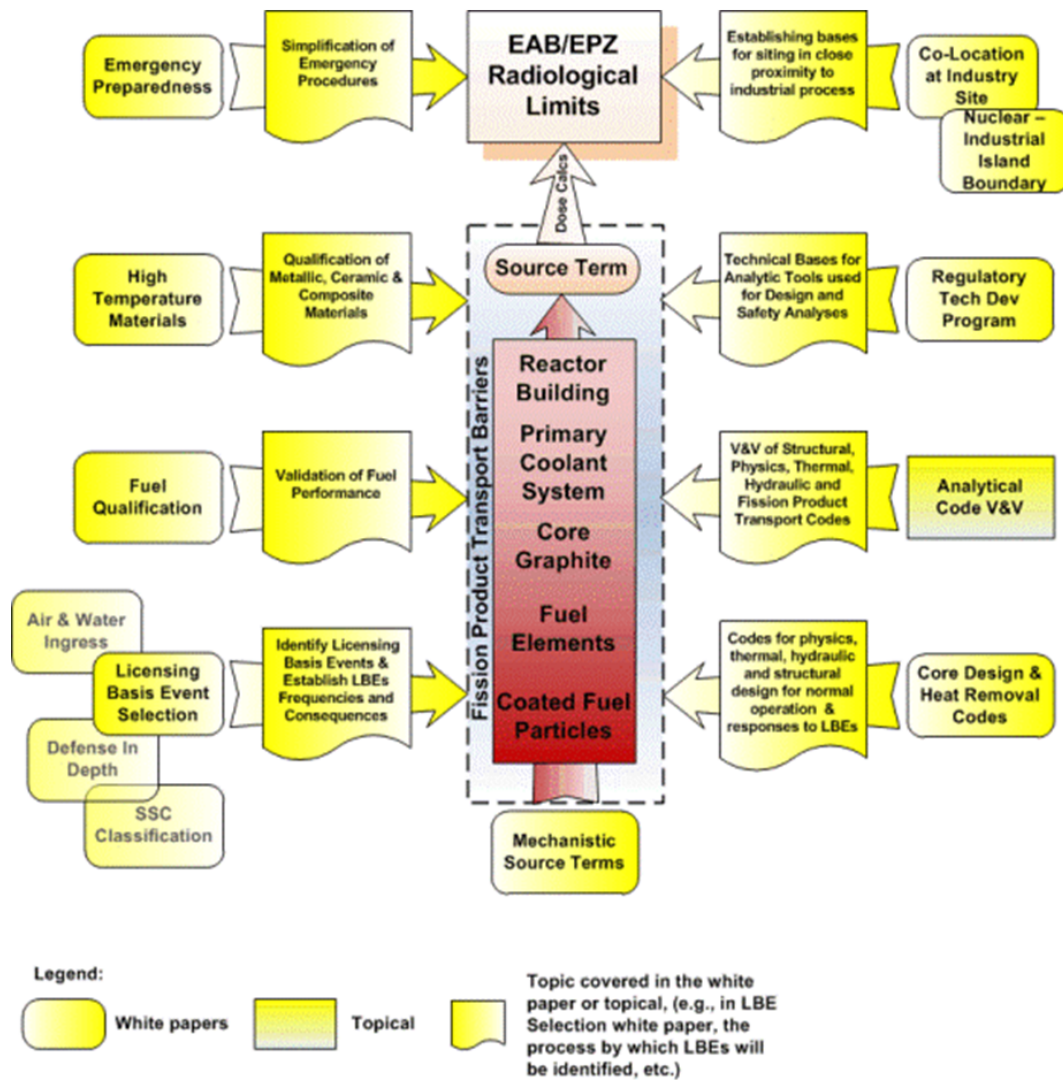 Emergency
Preparedness
Simplification of
Emergency
Procedures
EAB/EPZ
Radiological
Limits
Establishing bases
for siting in close
proximity to
industrial process
Co-Location
at Industry
Site
Nuclear –
Industrial
Island
Boundary
Dose Calcs
High
Temperature
Materials
Qualification of
Metallic, Ceramic &
Composite
Materials
Source Term
Technical Bases for
Analytic Tools used
for Design and
Safety Analyses
Regulatory
Tech Dev
Program
Fission Product Transport Barriers
Reactor
Building
Primary
Coolant
System
Core
Graphite
Fuel
Elements
Coated Fuel
Particles
Fuel
Qualification
Validation of Fuel
Performance
V&V of Structural,
Physics, Thermal,
Hydraulic and
Fission Product
Transport Codes
Analytical
Code V&V
Air & Water
Ingress
Licensing
Basis Event
Selection
Defense In
Depth
SSC
Classification
Identify Licensing
Basis Events &
Establish LBEs
Frequencies and
Consequences
Codes for physics,
thermal, hydraulic
and structural
design for normal
operation &
responses to LBEs
Core Design &
Heat Removal
Codes
Mechanistic
Source Terms
Legend:
White papers
Topical
Topic covered in the white
paper or topical, (e.g., in LBE
Selection white paper, the
process by which LBEs will
be identified, etc.)